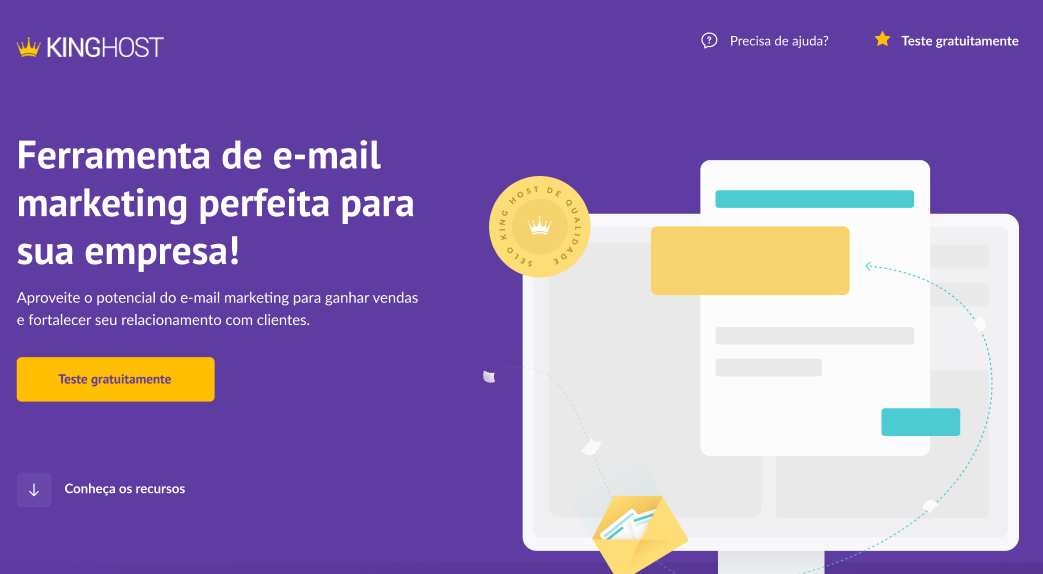 KINGHOST
Precisa de ajuda?
Teste gratuitamente
Ferramenta de e-mail
marketing perfeita para
sua empresa!
Aproveite o potencial do e-mail marketing para ganhar vendas
e fortalecer seu relacionamento com clientes.
Teste gratuitamente
Conheça os recursos
SELO KING HOST DE QUALIDADE